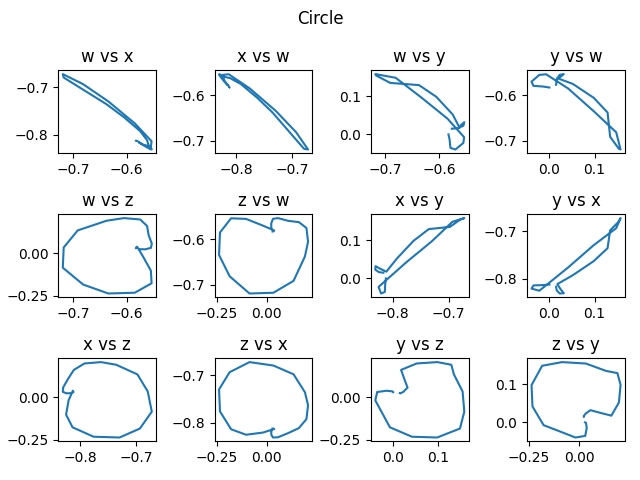 Circle
w vs x
x vs w
w vs y
y vs w
−0.7
−0.8
−0.6
−0.7
0.1
0.0
−0.6
−0.7
−0.7 −0.6
−0.8 −0.7
−0.7 −0.6
0.0 0.1
w vs z
z vs w
x vs y
y vs x
0.00
−0.25
−0.6
−0.7
0.1
0.0
−0.7
−0.8
−0.7 −0.6
−0.25 0.00
−0.8 −0.7
0.0 0.1
x vs z
z vs x
y vs z
z vs y
0.00
−0.25
−0.7
−0.8
0.00
−0.25
0.1
0.0
−0.8 −0.7
−0.25 0.00
0.0 0.1
−0.25 0.00